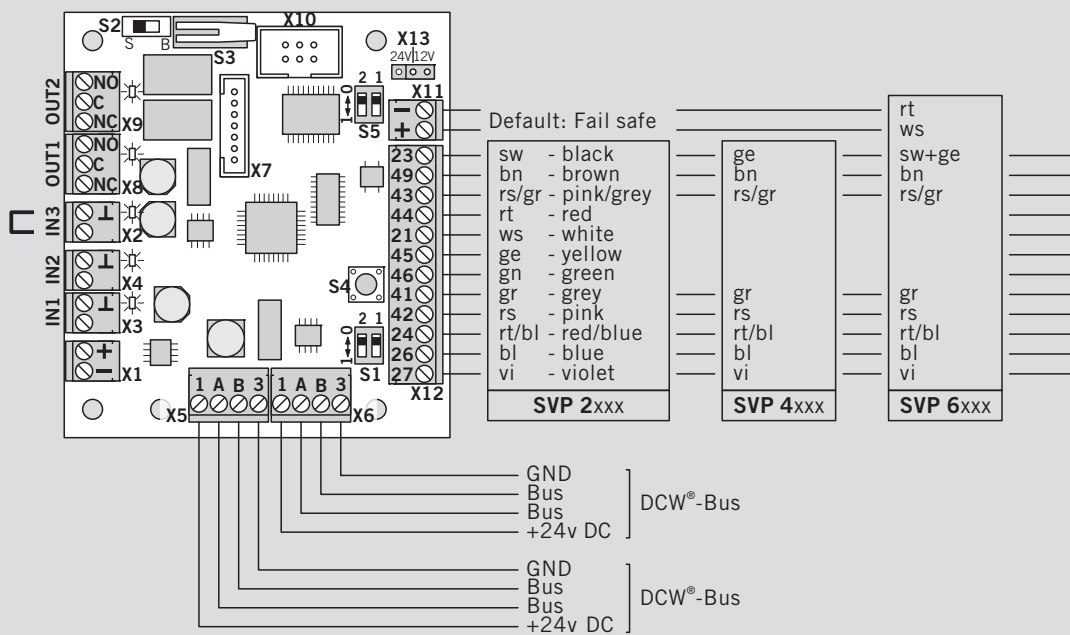 S2
S B
S3
X10
X13
24V 12V
2 1
1 0
S5
X11
−
+
OUT2
NO
C
NC
X9
OUT1
NO
C
NC
X8
X7
IN3
⊥
X2
IN2
⊥
X4
IN1
⊥
X3
+
−
X1
S4
2 1
1 0
S1
23
49
43
44
21
45
46
41
42
24
26
27
X12
1 A B 3
X5
1 A B 3
X6
Default: Fail safe
sw - black
bn - brown
rs/gr - pink/grey
rt - red
ws - white
ge - yellow
gn - green
gr - grey
rs - pink
rt/bl - red/blue
bl - blue
vi - violet
SVP 2xxx
ge
bn
rs/gr
gr
rs
rt/bl
bl
vi
SVP 4xxx
rt
ws
sw+ge
bn
rs/gr
gr
rs
rt/bl
bl
vi
SVP 6xxx
GND
Bus
Bus
+24v DC
DCW®-Bus
GND
Bus
Bus
+24v DC
DCW®-Bus